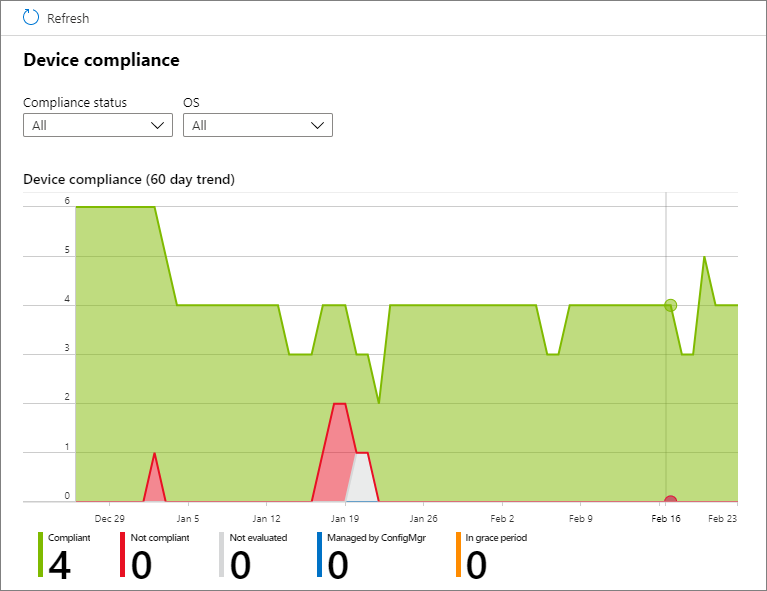 Refresh
Device compliance
Compliance status OS
All All
Device compliance (60 day trend)
6
5
4
3
2
1
0
Dec 29 Jan 5 Jan 12 Jan 19 Jan 26 Feb 2 Feb 9 Feb 16 Feb 23
Compliant Not compliant Not evaluated Managed by ConfigMgr In grace period
4 0 0 0 0